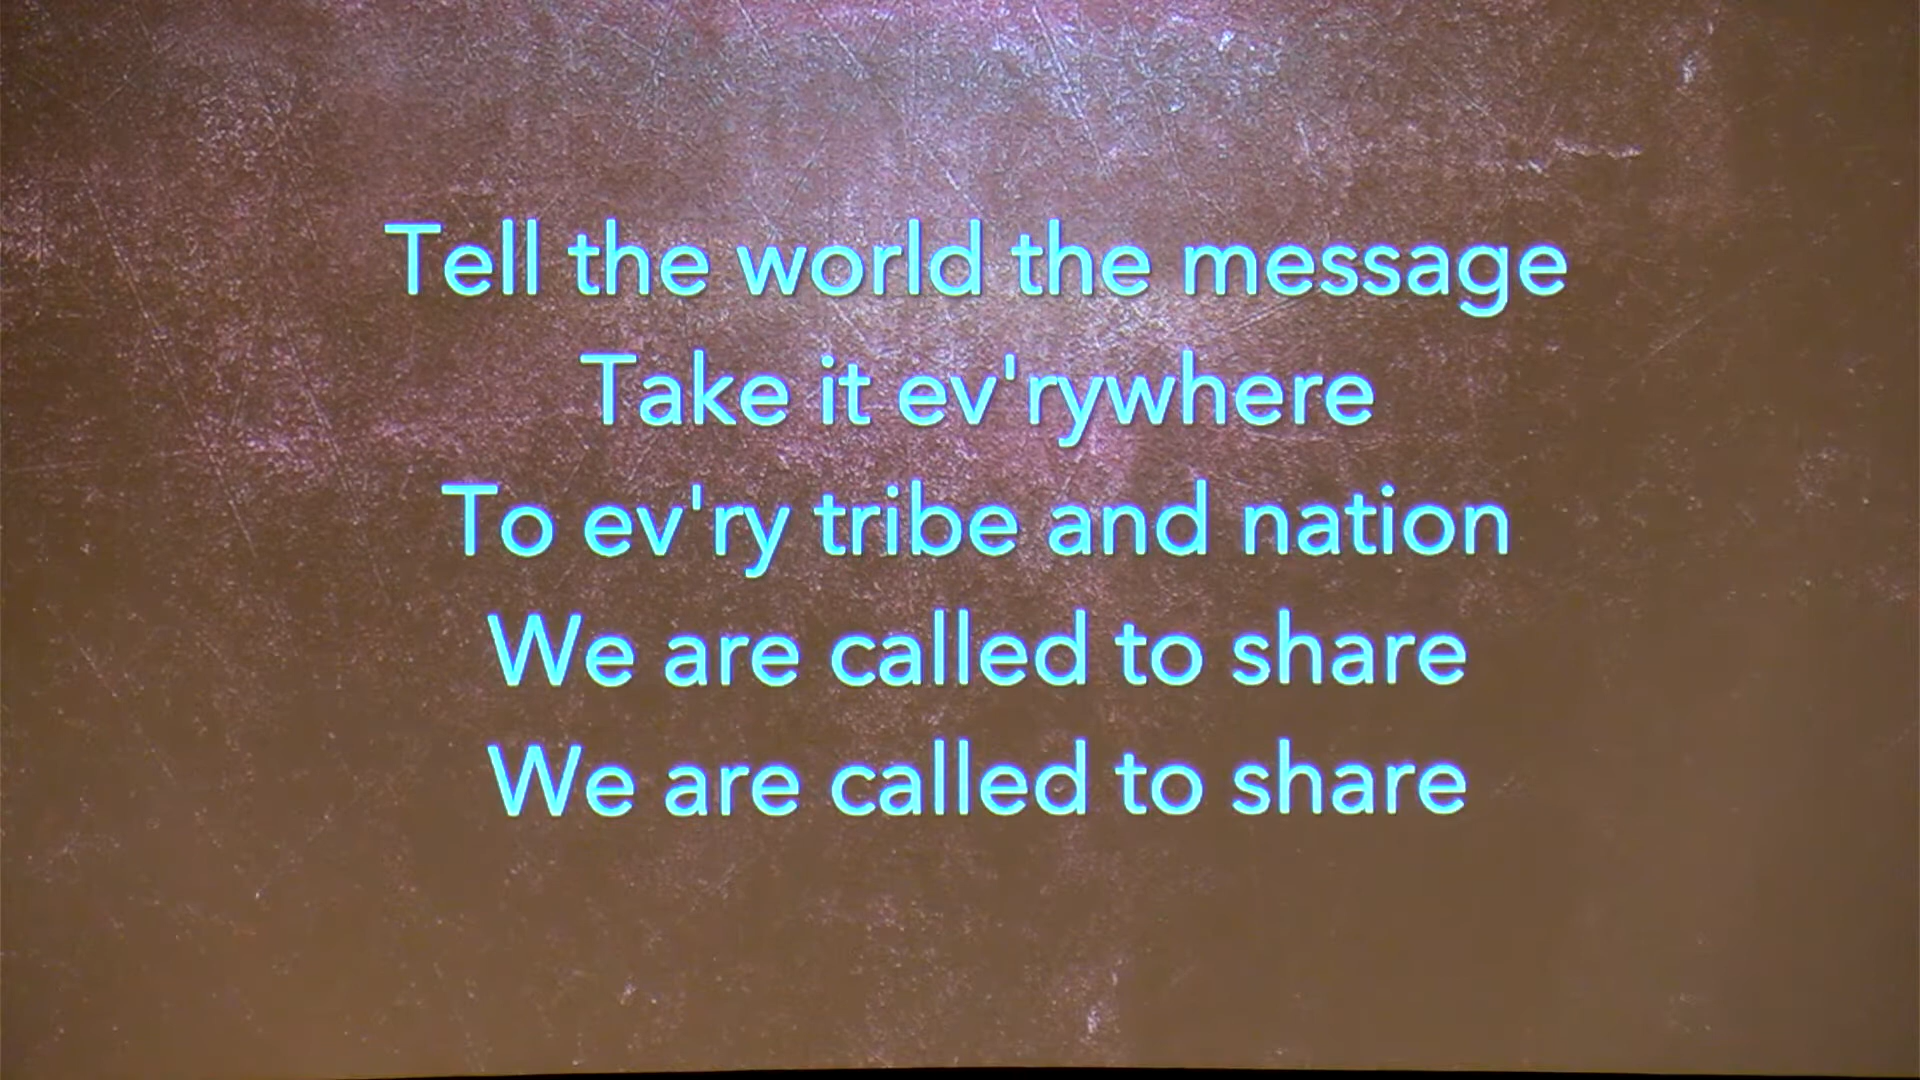 Tell the world the message
Take it ev'rywhere
To ev'ry tribe and nation
We are called to share
We are called to share